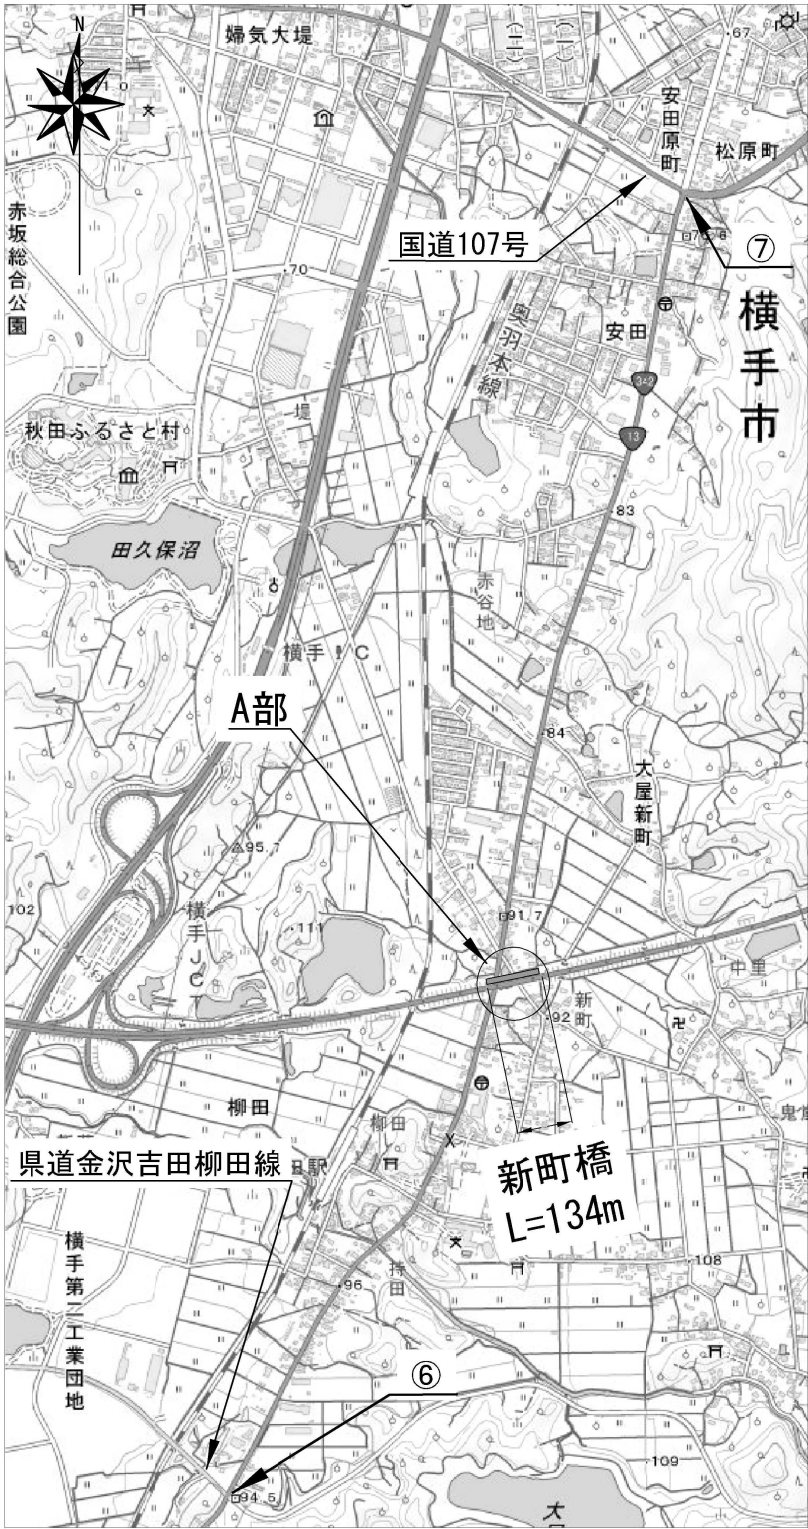 N
婦気大堤
67
安田原町
松原町
赤坂総合公園
国道107号
⑦
70
奥羽本線
安田
横手市
342
13
堤
秋田ふるさと村
83
田久保沼
赤谷地
横手IC
A部
84
大屋新町
95.7
102
横手JCT
111
91.7
中里
新町
92
柳田
柳田
県道金沢吉田柳田線
新町橋
L=134m
横手第二工業団地
持田
96
108
⑥
94.5
109
大